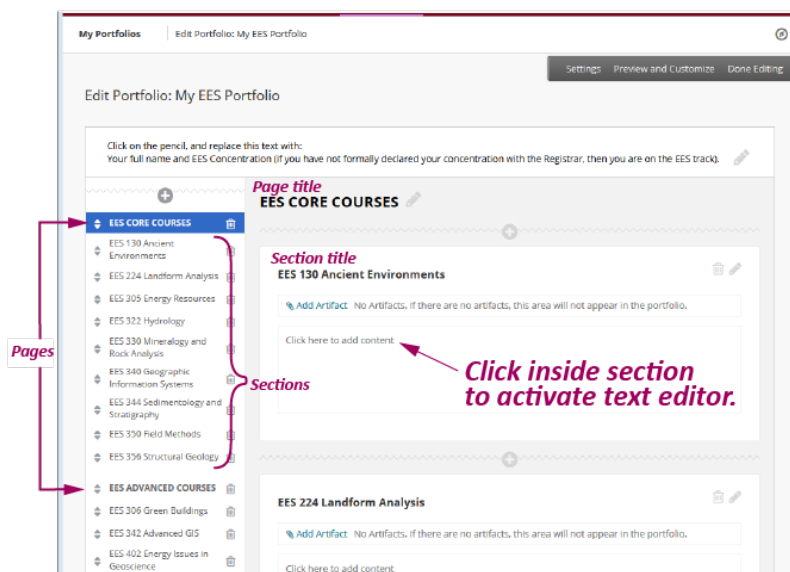 My Portfolios
Edit Portfolio: My EES Portfolio
Settings Preview and Customize Done Editing
Edit Portfolio: My EES Portfolio
Click on the pencil, and replace this text with:
Your full name and EES Concentration (if you have not formally declared your concentration with the Registrar, then you are on the EES track).
Pages
EES CORE COURSES
EES 130 Ancient
Environments
EES 224 Landform Analysis
EES 305 Energy Resources
EES 322 Hydrology
EES 330 Mineralogy and
Rock Analysis
EES 340 Geographic
Information Systems
EES 344 Sedimentology and
Stratigraphy
EES 350 Field Methods
EES 356 Structural Geology
Sections
EES ADVANCED COURSES
EES 306 Green Buildings
EES 342 Advanced GIS
EES 402 Energy Issues in
Geoscience
Page title
EES CORE COURSES
Section title
EES 130 Ancient Environments
Add Artifact No Artifacts. If there are no artifacts, this area will not appear in the portfolio.
Click here to add content
Click inside section
to activate text editor.
EES 224 Landform Analysis
Add Artifact No Artifacts. If there are no artifacts, this area will not appear in the portfolio.
Click here to add content